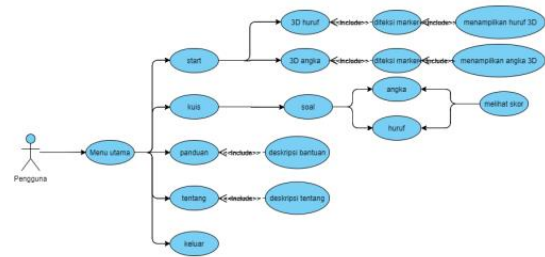 3D huruf
<<Include>>
diteksi marker
<<Include>>
menampilkan huruf 3D
start
3D angka
<<Include>>
diteksi marker
<<Include>>
menampilkan angka 3D
kuis
soal
angka
melihat skor
huruf
Pengguna
Menu utama
panduan
<<Include>>
deskripsi bantuan
tentang
<<Include>>
deskripsi tentang
keluar